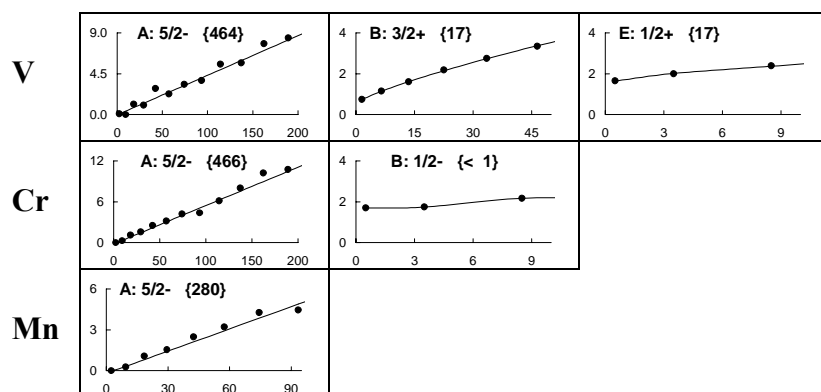 V
A: 5/2- {464}
9.0
4.5
0.0
0 50 100 150 200
B: 3/2+ {17}
4
2
0
0 15 30 45
E: 1/2+ {17}
4
2
0
0 3 6 9
Cr
A: 5/2- {466}
12
6
0
0 50 100 150 200
B: 1/2- {< 1}
4
2
0
0 3 6 9
Mn
A: 5/2- {280}
6
3
0
0 30 60 90